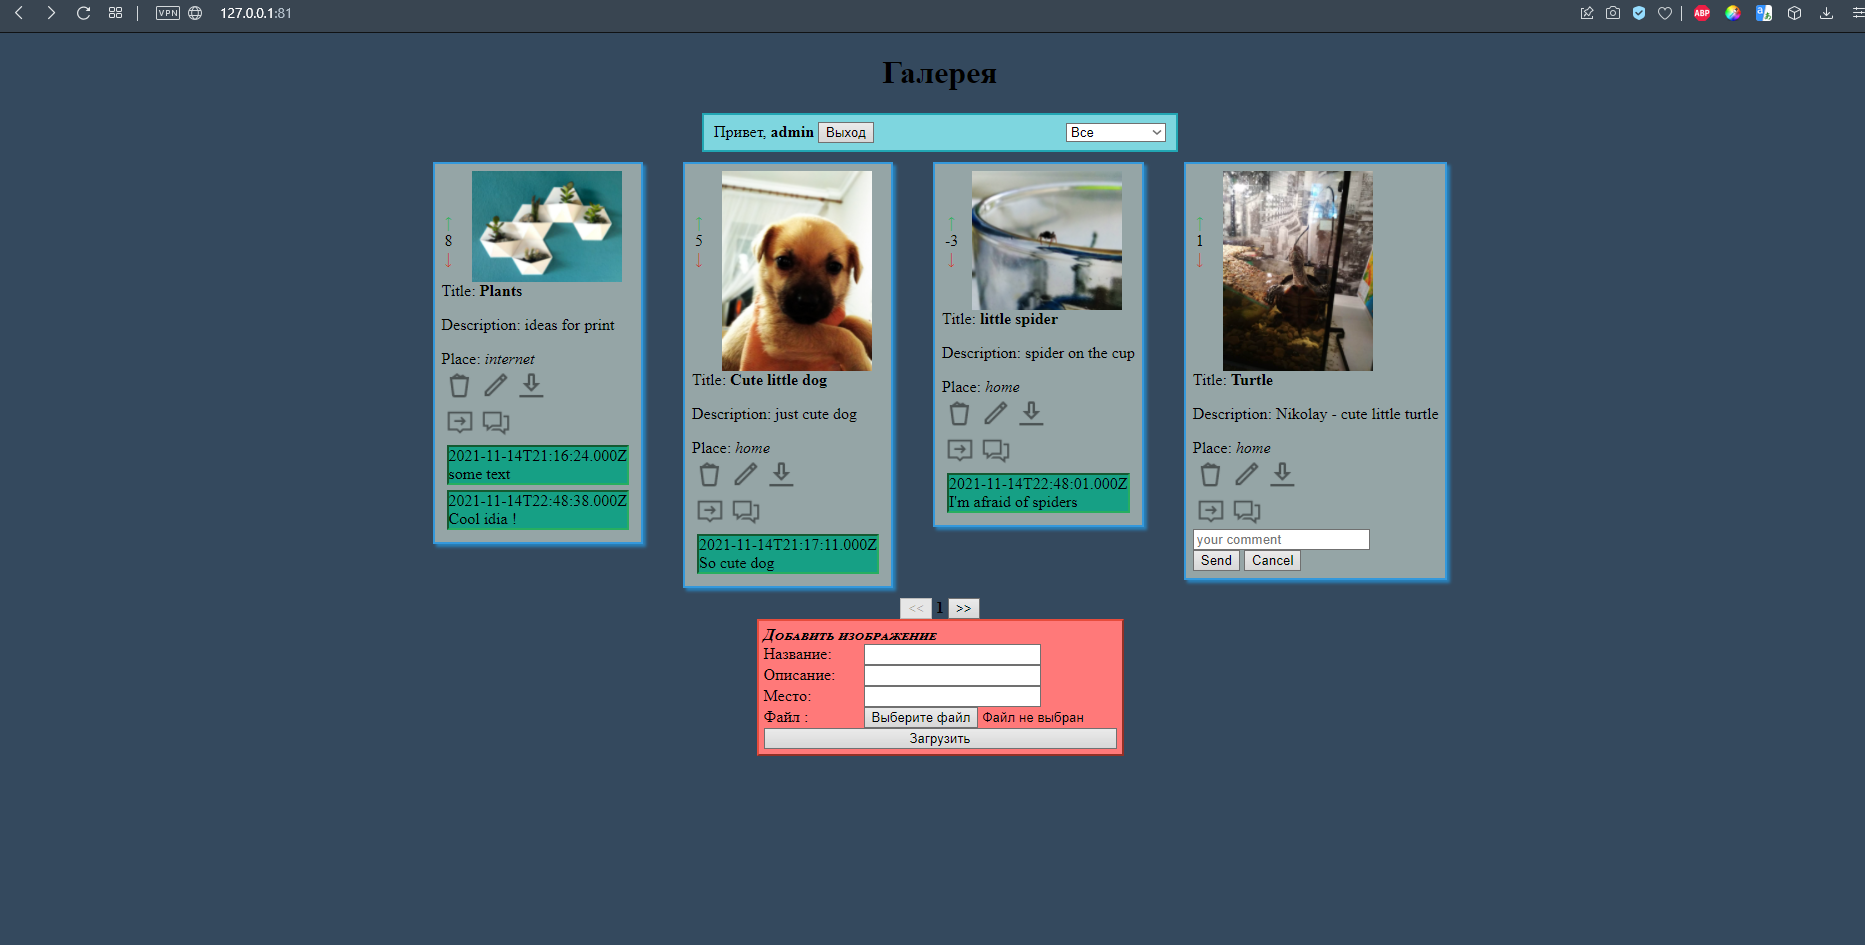 VPN
127.0.0.1:81
ABP
Галерея
Привет, admin Выход Все
8
Title: Plants
Description: ideas for print
Place: internet
2021-11-14T21:16:24.000Z
some text
2021-11-14T22:48:38.000Z
Cool idia !
5
Title: Cute little dog
Description: just cute dog
Place: home
2021-11-14T21:17:11.000Z
So cute dog
-3
Title: little spider
Description: spider on the cup
Place: home
2021-11-14T22:48:01.000Z
I'm afraid of spiders
1
Title: Turtle
Description: Nikolay - cute little turtle
Place: home
your comment
Send Cancel
<< 1 >>
Добавить изображение
Название:
Описание:
Место:
Файл : Выберите файл Файл не выбран
Загрузить